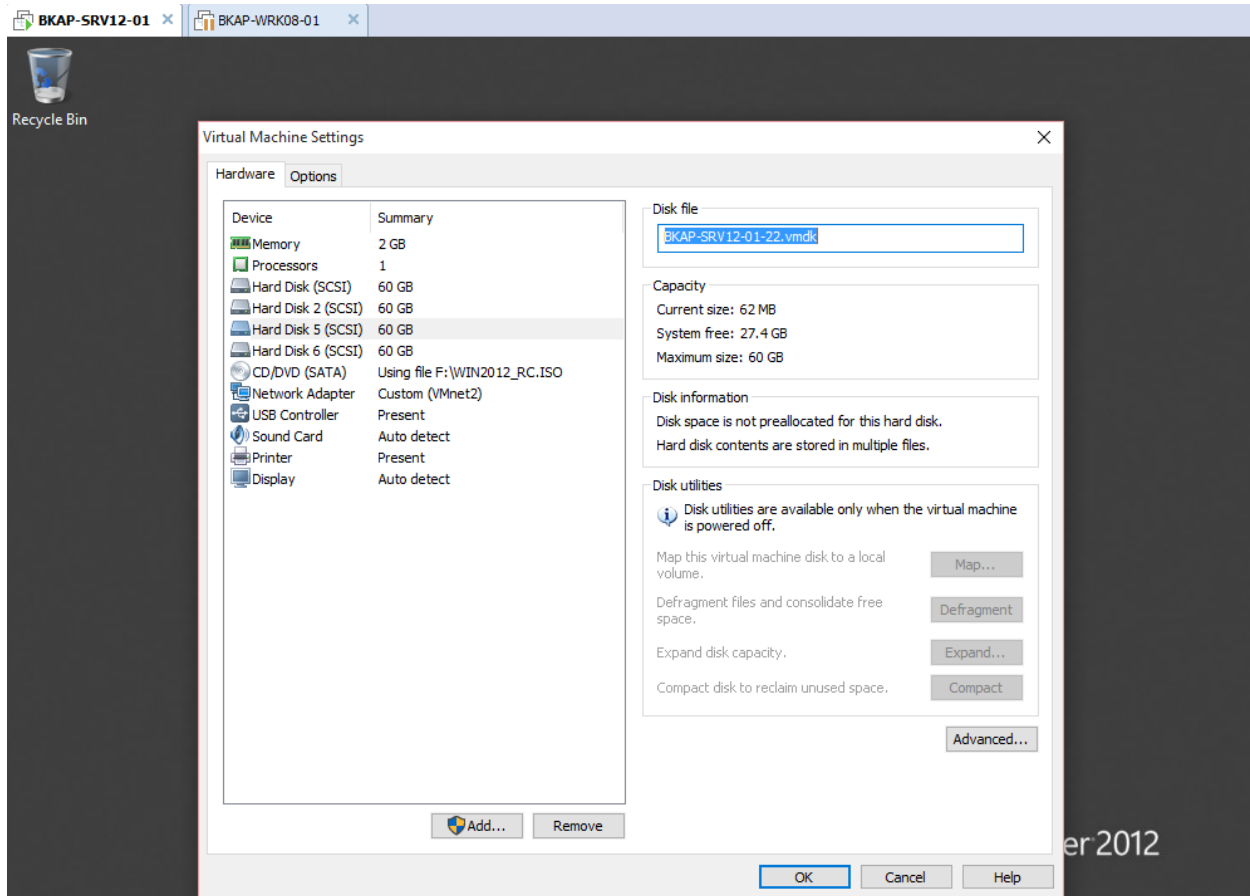 BKAP-SRV12-01
BKAP-WRK08-01
Recycle Bin
Virtual Machine Settings
Hardware
Options
Device Summary
Memory 2 GB
Processors 1
Hard Disk (SCSI) 60 GB
Hard Disk 2 (SCSI) 60 GB
Hard Disk 5 (SCSI) 60 GB
Hard Disk 6 (SCSI) 60 GB
CD/DVD (SATA) Using file F:\WIN2012_RC.ISO
Network Adapter Custom (VMnet2)
USB Controller Present
Sound Card Auto detect
Printer Present
Display Auto detect
Add...
Remove
Disk file
BKAP-SRV12-01-22.vmdk
Capacity
Current size: 62 MB
System free: 27.4 GB
Maximum size: 60 GB
Disk information
Disk space is not preallocated for this hard disk.
Hard disk contents are stored in multiple files.
Disk utilities
Disk utilities are available only when the virtual machine
is powered off.
Map this virtual machine disk to a local
volume.
Map...
Defragment files and consolidate free
space.
Defragment
Expand disk capacity.
Expand...
Compact disk to reclaim unused space.
Compact
Advanced...
er 2012
OK
Cancel
Help